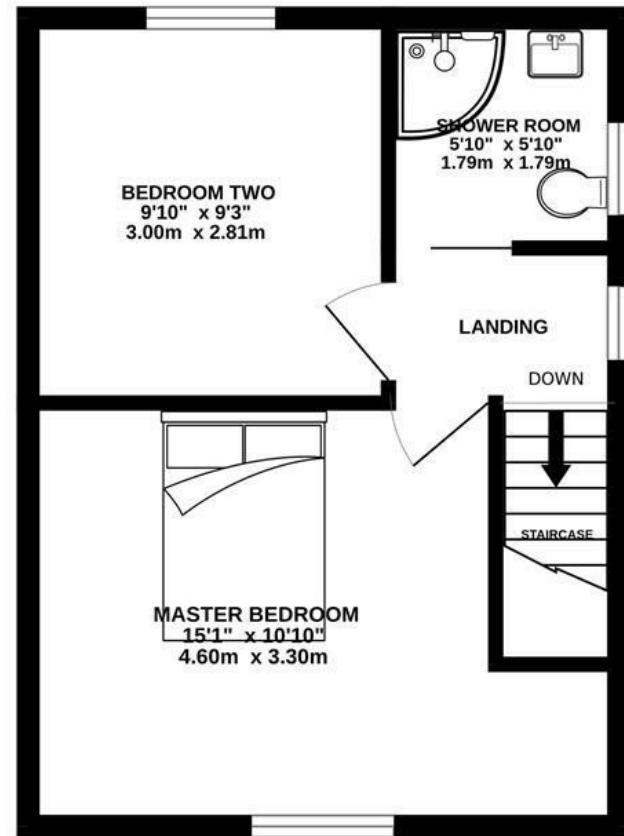 SHOWER ROOM
5'10" x 5'10"
1.79m x 1.79m
BEDROOM TWO
9'10" x 9'3"
3.00m x 2.81m
LANDING
DOWN
STAIRCASE
MASTER BEDROOM
15'1" x 10'10"
4.60m x 3.30m